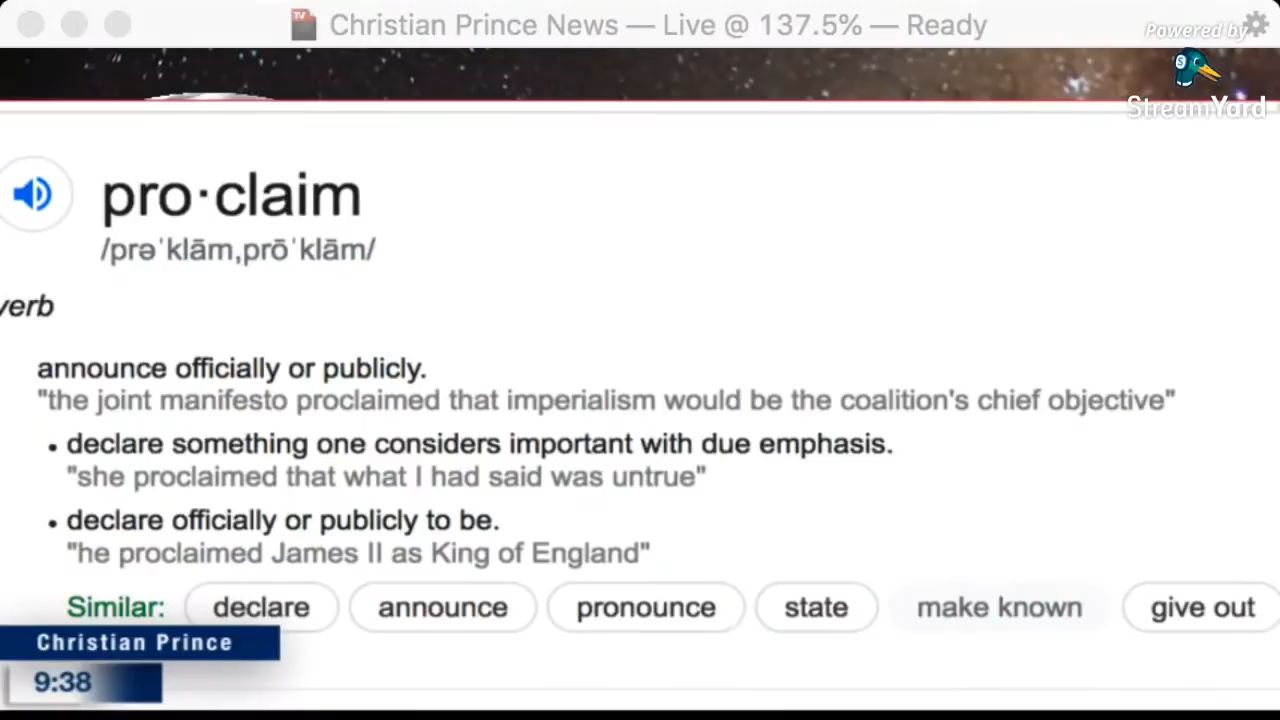 Christian Prince News — Live @ 137.5% — Ready
Powered by
StreamYard
pro·claim
/prəˈklām,prōˈklām/
verb
announce officially or publicly.
"the joint manifesto proclaimed that imperialism would be the coalition's chief objective"
• declare something one considers important with due emphasis.
"she proclaimed that what I had said was untrue"
• declare officially or publicly to be.
"he proclaimed James II as King of England"
Similar: declare announce pronounce state make known give out
Christian Prince
9:38